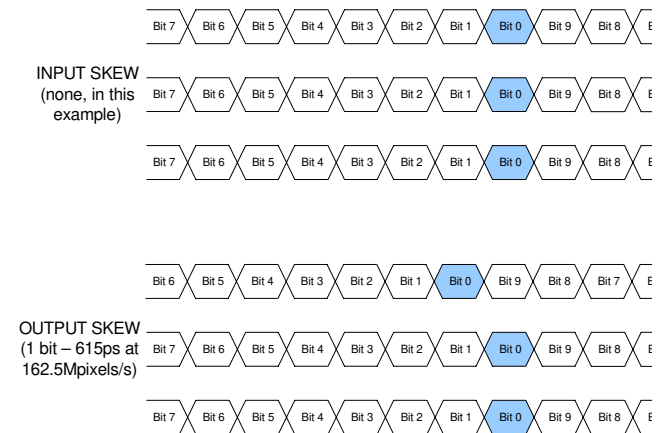 Bit 7 Bit 6 Bit 5 Bit 4 Bit 3 Bit 2 Bit 1 Bit 0 Bit 9 Bit 8
INPUT SKEW
(none, in this
example)
Bit 7 Bit 6 Bit 5 Bit 4 Bit 3 Bit 2 Bit 1 Bit 0 Bit 9 Bit 8
Bit 7 Bit 6 Bit 5 Bit 4 Bit 3 Bit 2 Bit 1 Bit 0 Bit 9 Bit 8
Bit 6 Bit 5 Bit 4 Bit 3 Bit 2 Bit 1 Bit 0 Bit 9 Bit 8 Bit 7
OUTPUT SKEW
(1 bit – 615ps at
162.5Mpixels/s)
Bit 7 Bit 6 Bit 5 Bit 4 Bit 3 Bit 2 Bit 1 Bit 0 Bit 9 Bit 8
Bit 7 Bit 6 Bit 5 Bit 4 Bit 3 Bit 2 Bit 1 Bit 0 Bit 9 Bit 8